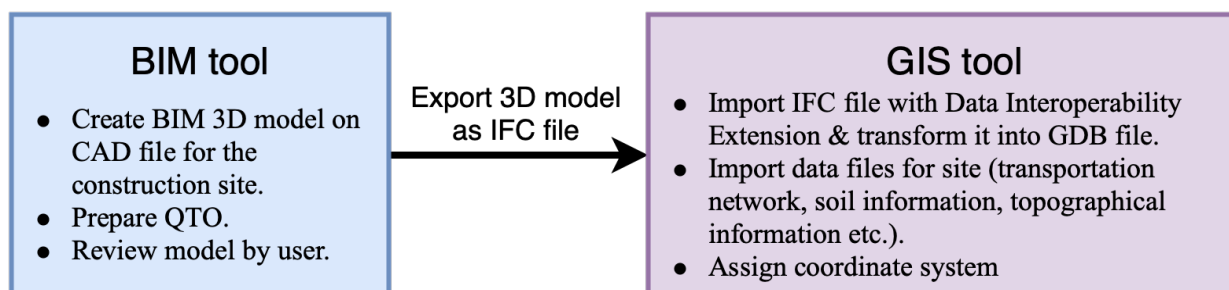 BIM tool
● Create BIM 3D model on
CAD file for the
construction site.
● Prepare QTO.
● Review model by user.
Export 3D model
as IFC file
GIS tool
● Import IFC file with Data Interoperability
Extension & transform it into GDB file.
● Import data files for site (transportation
network, soil information, topographical
information etc.).
● Assign coordinate system